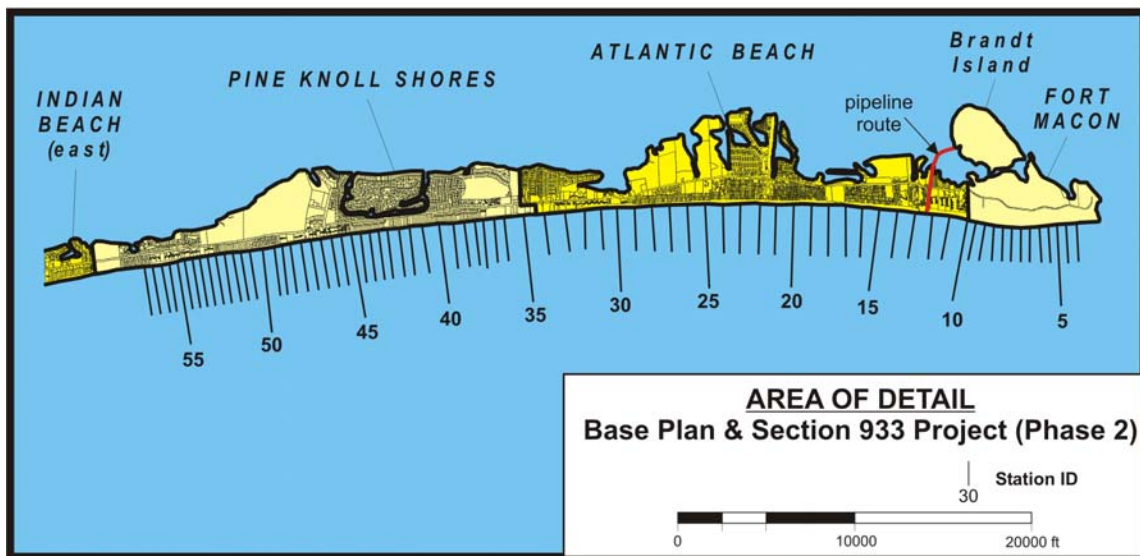 INDIAN
BEACH
(east)
PINE KNOLL SHORES
ATLANTIC BEACH
Brandt
Island
pipeline
route
FORT
MACON
55
50
45
40
35
30
25
20
15
10
5
AREA OF DETAIL
Base Plan & Section 933 Project (Phase 2)
Station ID
30
0
10000
20000 ft